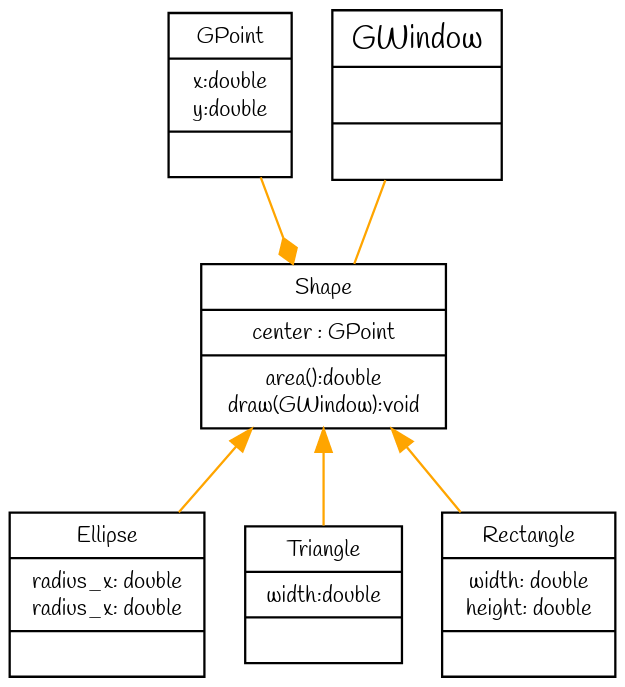 GPoint
x:double
y:double
GWindow
Shape
center : GPoint
area():double
draw(GWindow):void
Ellipse
radius_x: double
radius_x: double
Triangle
width:double
Rectangle
width: double
height: double